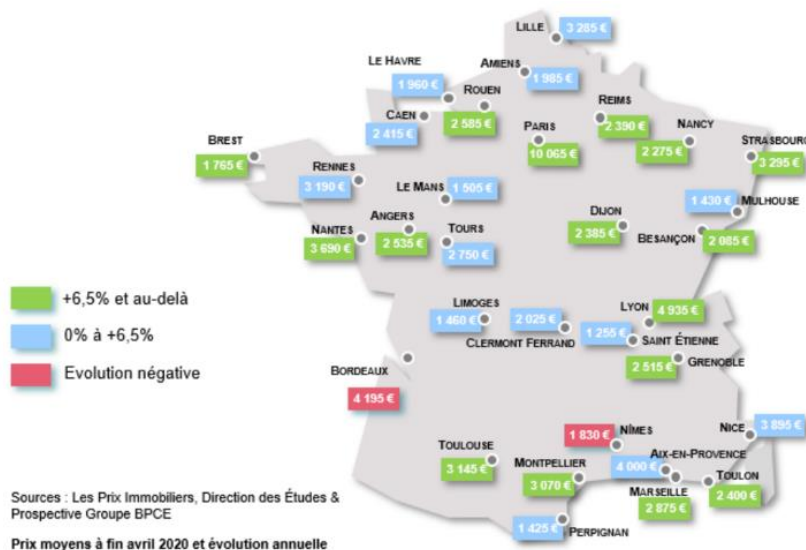 LILLE
3 285 €
LE HAVRE
AMIENS
1 985 €
1 960 €
ROUEN
2 585 €
CAEN
2 415 €
REIMS
2 390 €
PARIS
10 065 €
NANCY
2 275 €
STRASBOURG
3 295 €
BREST
1 765 €
RENNES
3 190 €
LE MANS
1 505 €
1 430 €
MULHOUSE
NANTES
3 690 €
ANGERS
2 535 €
TOURS
2 750 €
DIJON
2 385 €
BESANÇON
2 085 €
+6,5% et au-delà
0% à +6,5%
Evolution négative
LIMOGES
1 460 €
2 025 €
CLERMONT FERRAND
LYON
4 935 €
1 255 €
SAINT ÉTIENNE
2 515 €
GRENOBLE
BORDEAUX
4 195 €
1 830 €
NÎMES
NICE
3 895 €
TOULOUSE
3 145 €
MONTPELLIER
3 070 €
AIX-EN-PROVENCE
4 000 €
MARSEILLE
2 875 €
TOULON
2 400 €
1 425 €
PERPIGNAN
Sources : Les Prix Immobiliers, Direction des Études &
Prospective Groupe BPCE
Prix moyens à fin avril 2020 et évolution annuelle